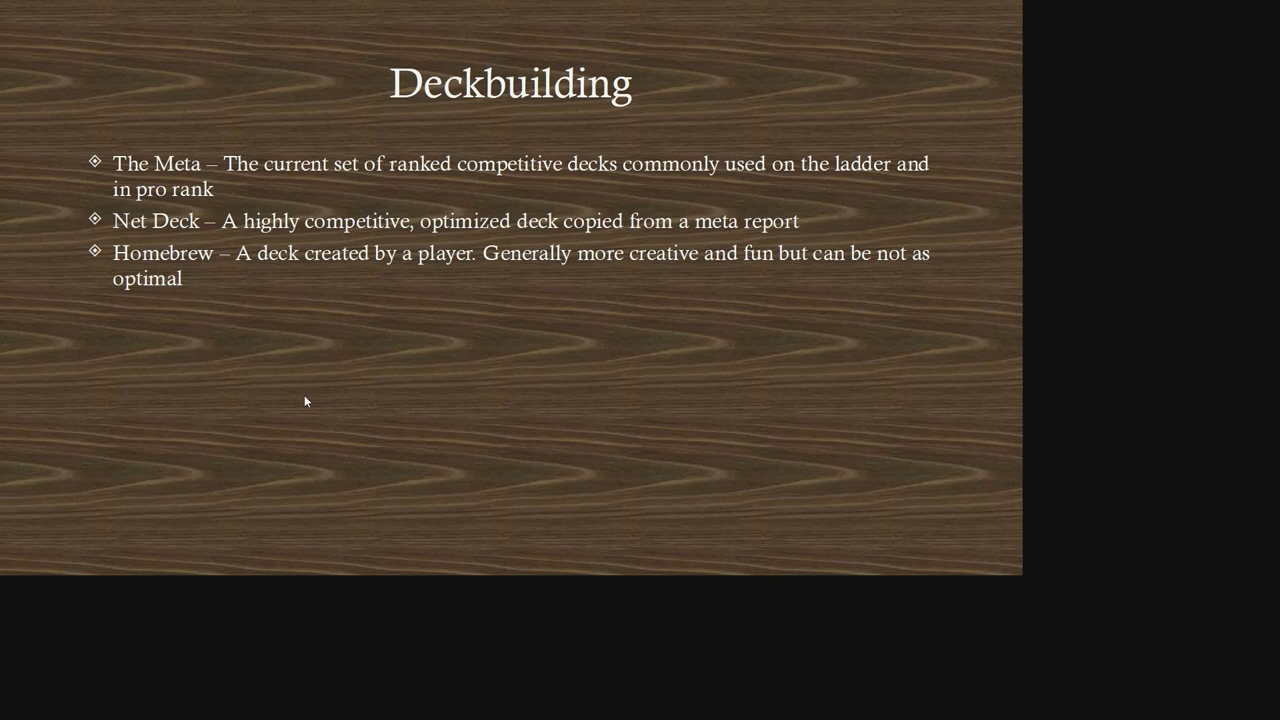 Deckbuilding
The Meta – The current set of ranked competitive decks commonly used on the ladder and
in pro rank
Net Deck – A highly competitive, optimized deck copied from a meta report
Homebrew – A deck created by a player. Generally more creative and fun but can be not as
optimal